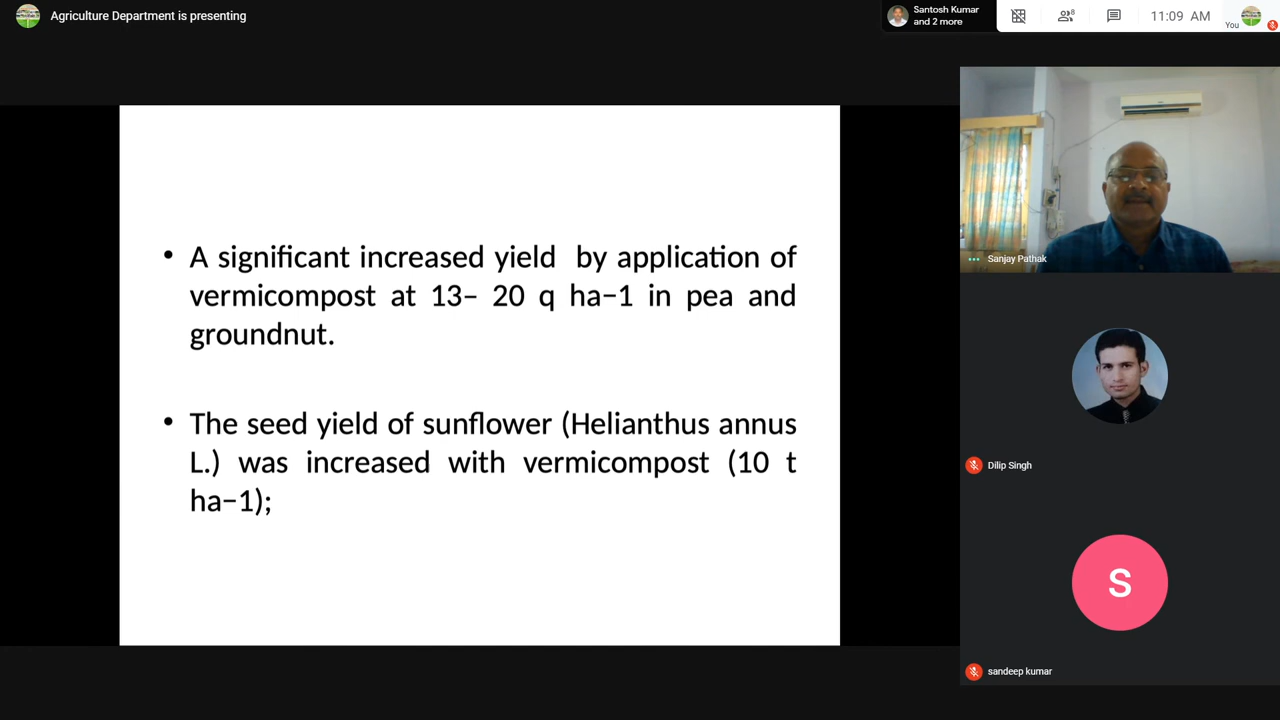 Agriculture Department is presenting
Santosh Kumar
and 2 more
8
11:09 AM
You
• A significant increased yield by application of
vermicompost at 13– 20 q ha−1 in pea and
groundnut.
• The seed yield of sunflower (Helianthus annus
L.) was increased with vermicompost (10 t
ha−1);
Sanjay Pathak
Dilip Singh
S
sandeep kumar